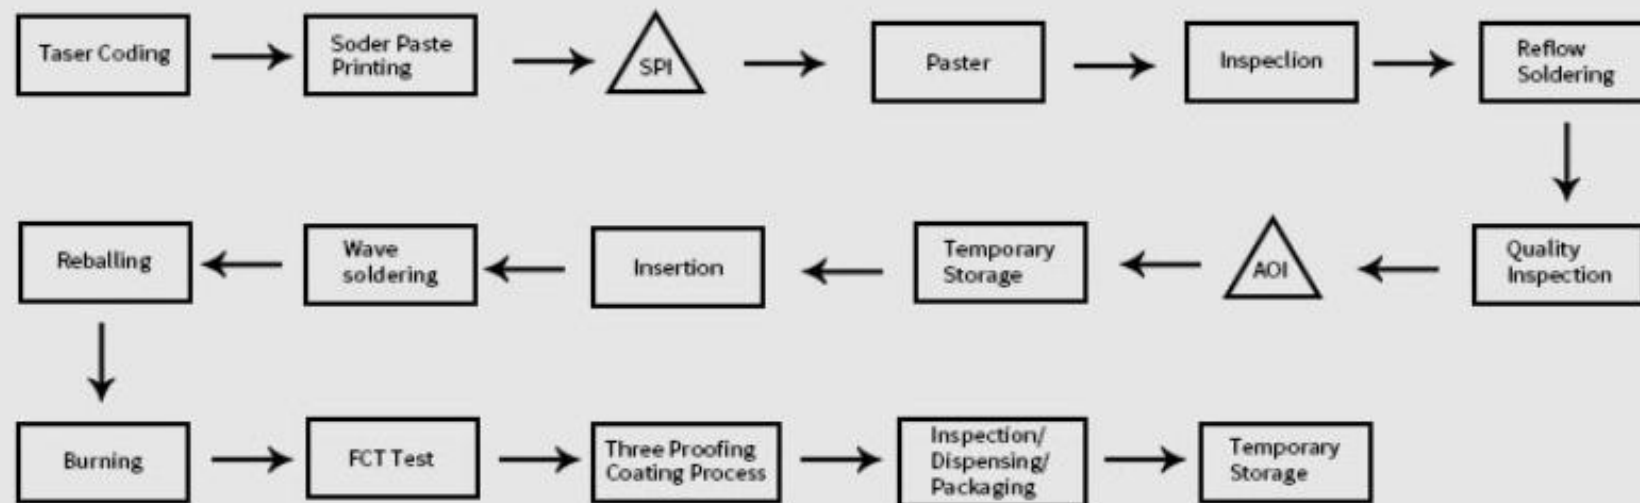 Taser Coding
Soder Paste
Printing
SPI
Paster
Inspeclion
Reflow
Soldering
Quality
Inspection
AOI
Temporary
Storage
Insertion
Wave
soldering
Reballing
Burning
FCT Test
Three Proofing
Coating Process
Inspection/
Dispensing/
Packaging
Temporary
Storage